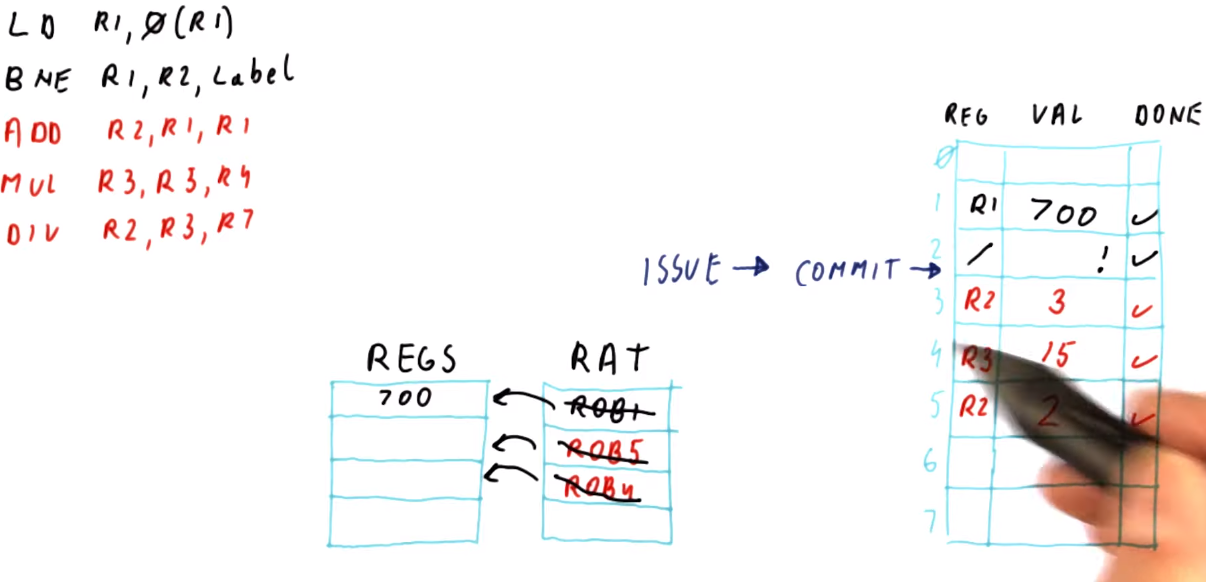 LD R1, Ø(R1)
BNE R1, R2, Label
ADD R2, R1, R1
MUL R3, R3, R4
DIV R2, R3, R7
ISSUE → COMMIT →
REGS RAT
700 ROB1
ROB5
ROB4
REG VAL DONE
Ø
1 R1 700 ✓
2 / ! ✓
3 R2 3 ✓
4 R3 15 ✓
5 R2 2 ✓
6
7